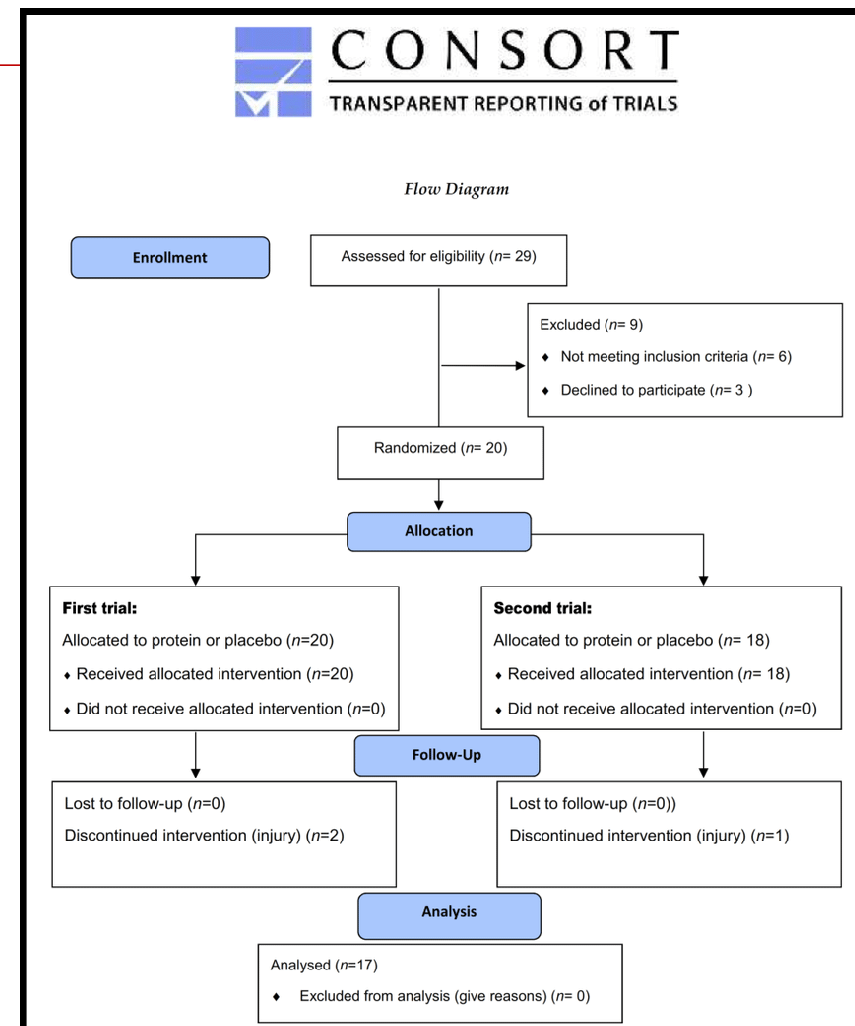 CONSORT
TRANSPARENT REPORTING of TRIALS
Flow Diagram
Enrollment
Assessed for eligibility (n= 29)
Excluded (n= 9)
♦ Not meeting inclusion criteria (n= 6)
♦ Declined to participate (n= 3 )
Randomized (n= 20)
Allocation
First trial:
Allocated to protein or placebo (n=20)
♦ Received allocated intervention (n=20)
♦ Did not receive allocated intervention (n=0)
Second trial:
Allocated to protein or placebo (n= 18)
♦ Received allocated intervention (n= 18)
♦ Did not receive allocated intervention (n=0)
Follow-Up
Lost to follow-up (n=0)
Discontinued intervention (injury) (n=2)
Lost to follow-up (n=0))
Discontinued intervention (injury) (n=1)
Analysis
Analysed (n=17)
♦ Excluded from analysis (give reasons) (n= 0)